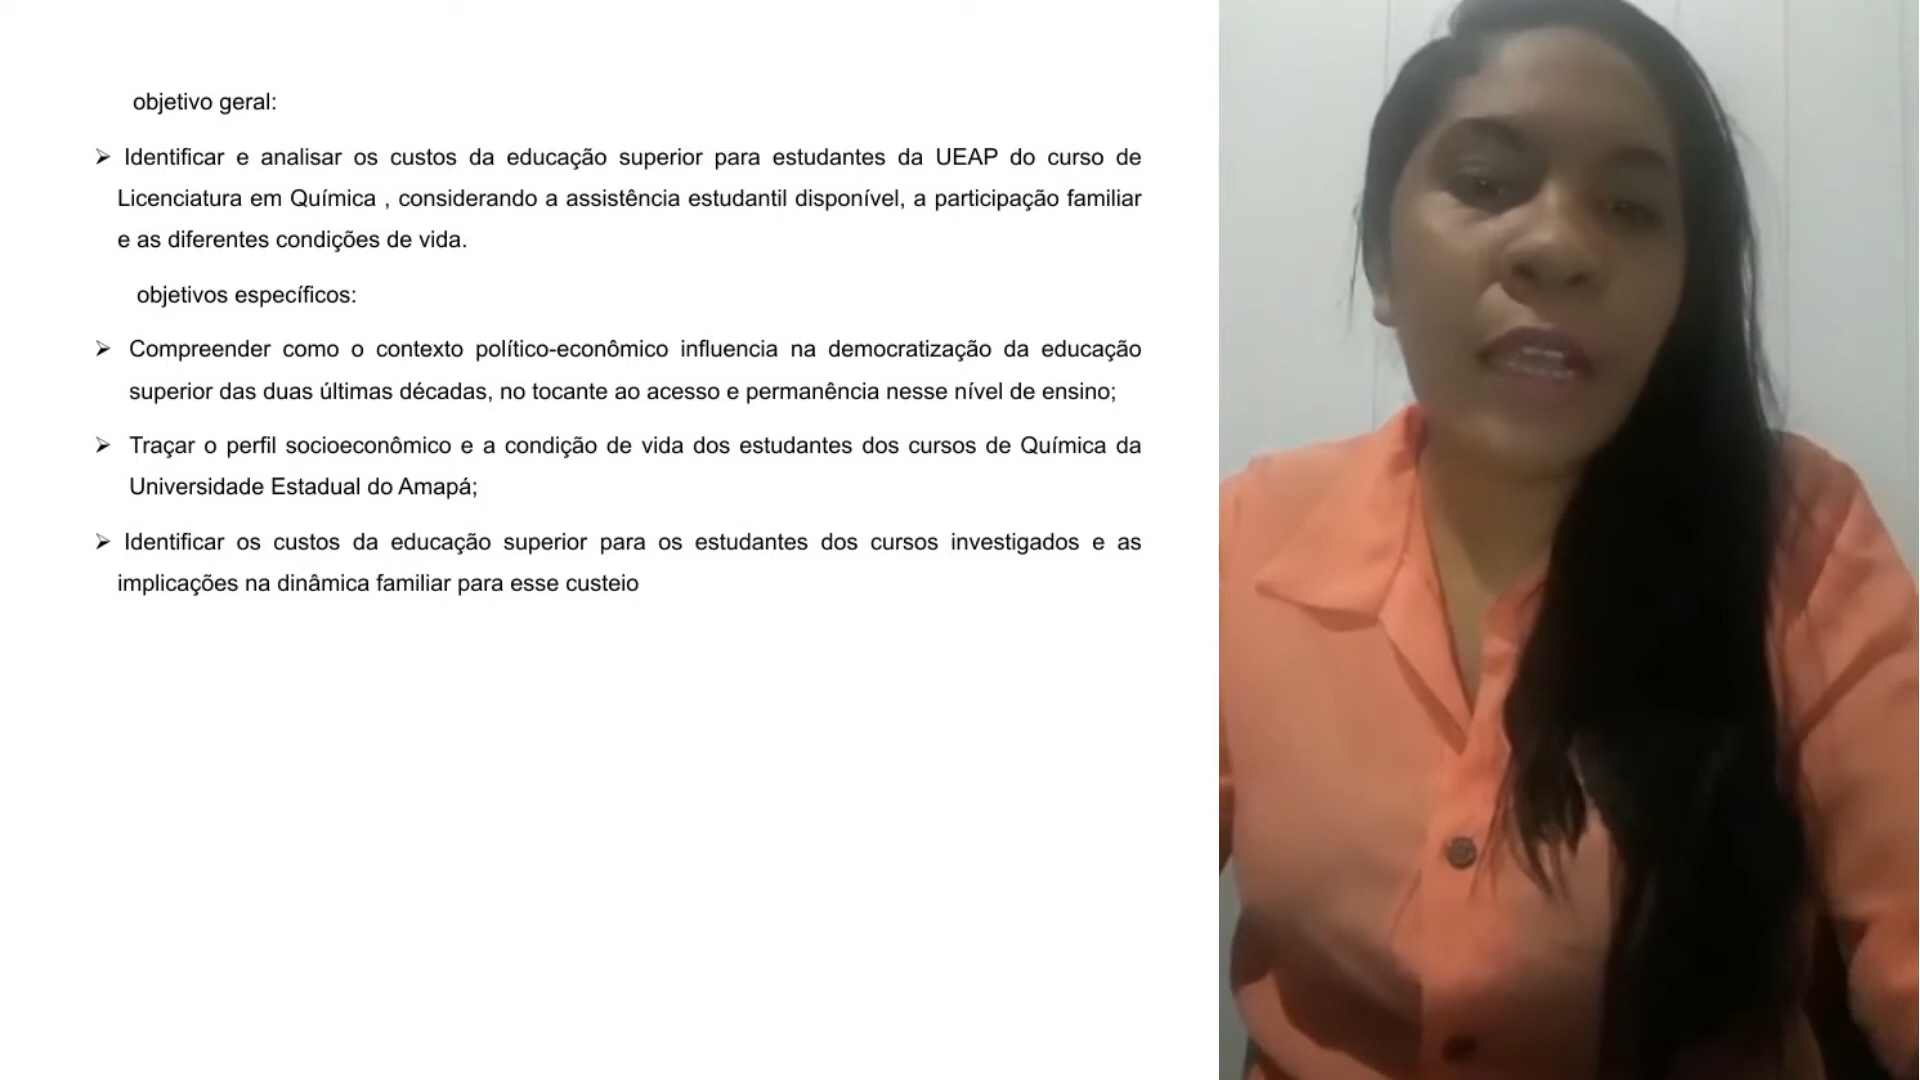 objetivo geral:
➢ Identificar e analisar os custos da educação superior para estudantes da UEAP do curso de
Licenciatura em Química , considerando a assistência estudantil disponível, a participação familiar
e as diferentes condições de vida.
objetivos específicos:
➢ Compreender como o contexto político-econômico influencia na democratização da educação
superior das duas últimas décadas, no tocante ao acesso e permanência nesse nível de ensino;
➢ Traçar o perfil socioeconômico e a condição de vida dos estudantes dos cursos de Química da
Universidade Estadual do Amapá;
➢ Identificar os custos da educação superior para os estudantes dos cursos investigados e as
implicações na dinâmica familiar para esse custeio